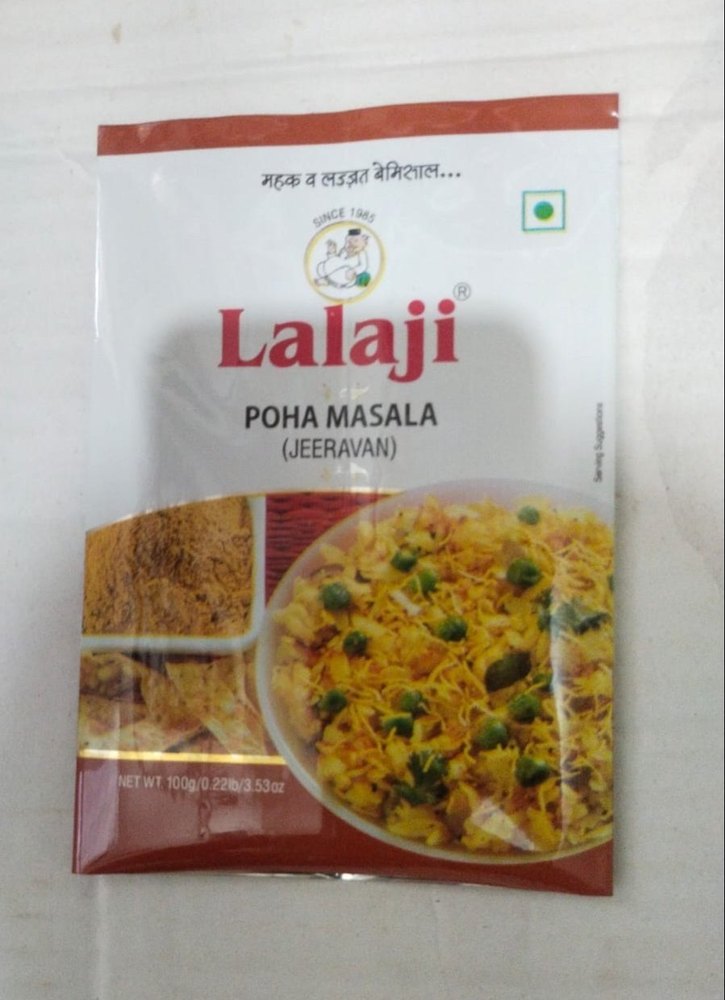 महक व लज़्ज़त बेमिसाल...
SINCE 1985
Lalaji®
POHA MASALA
(JEERAVAN)
Serving Suggestions
NET WT. 100g/0.22lb/3.53oz